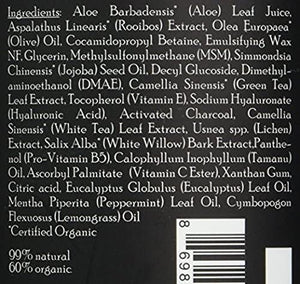 Ingredients: Aloe Barbadensis* (Aloe) Leaf Juice,
Aspalathus Linearis* (Rooibos) Extract, Olea Europaea*
(Olive) Oil, Cocamidopropyl Betaine, Emulsifying Wax
NF, Glycerin, Methylsulfonylmethane (MSM), Simmondsia
Chinensis* (Jojoba) Seed Oil, Decyl Glucoside, Dimethyl-
aminoethanol (DMAE), Camellia Sinensis* (Green Tea)
Leaf Extract, Tocopherol (Vitamin E), Sodium Hyaluronate
(Hyaluronic Acid), Activated Charcoal, Camellia
Sinensis* (White Tea) Leaf Extract, Usnea spp. (Lichen)
Extract, Salix Alba* (White Willow) Bark Extract,Panthe-
nol (Pro-Vitamin B5), Calophyllum Inophyllum (Tamanu)
Oil, Ascorbyl Palmitate (Vitamin C Ester), Xanthan Gum,
Citric acid, Eucalyptus Globulus (Eucalyptus) Leaf Oil,
Mentha Piperita (Peppermint) Leaf Oil, Cymbopogon
Flexuosus (Lemongrass) Oil
*Certified Organic
99% natural
60% organic
8 698